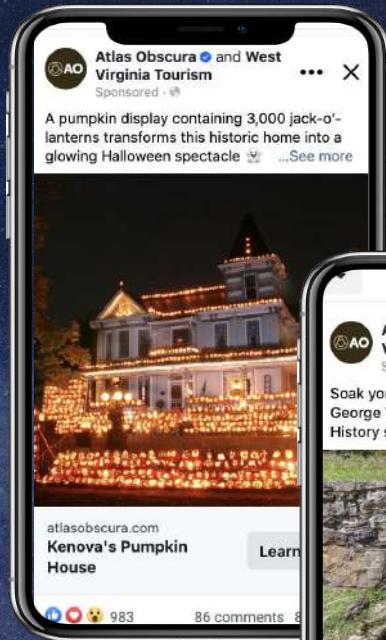 AO
Atlas Obscura and West
Virginia Tourism
Sponsored ·
A pumpkin display containing 3,000 jack-o'-
lanterns transforms this historic home into a
glowing Halloween spectacle ...See more
atlasobscura.com
Kenova's Pumpkin
House
Learn
983
86 comments
AO
Soak you
George
History s